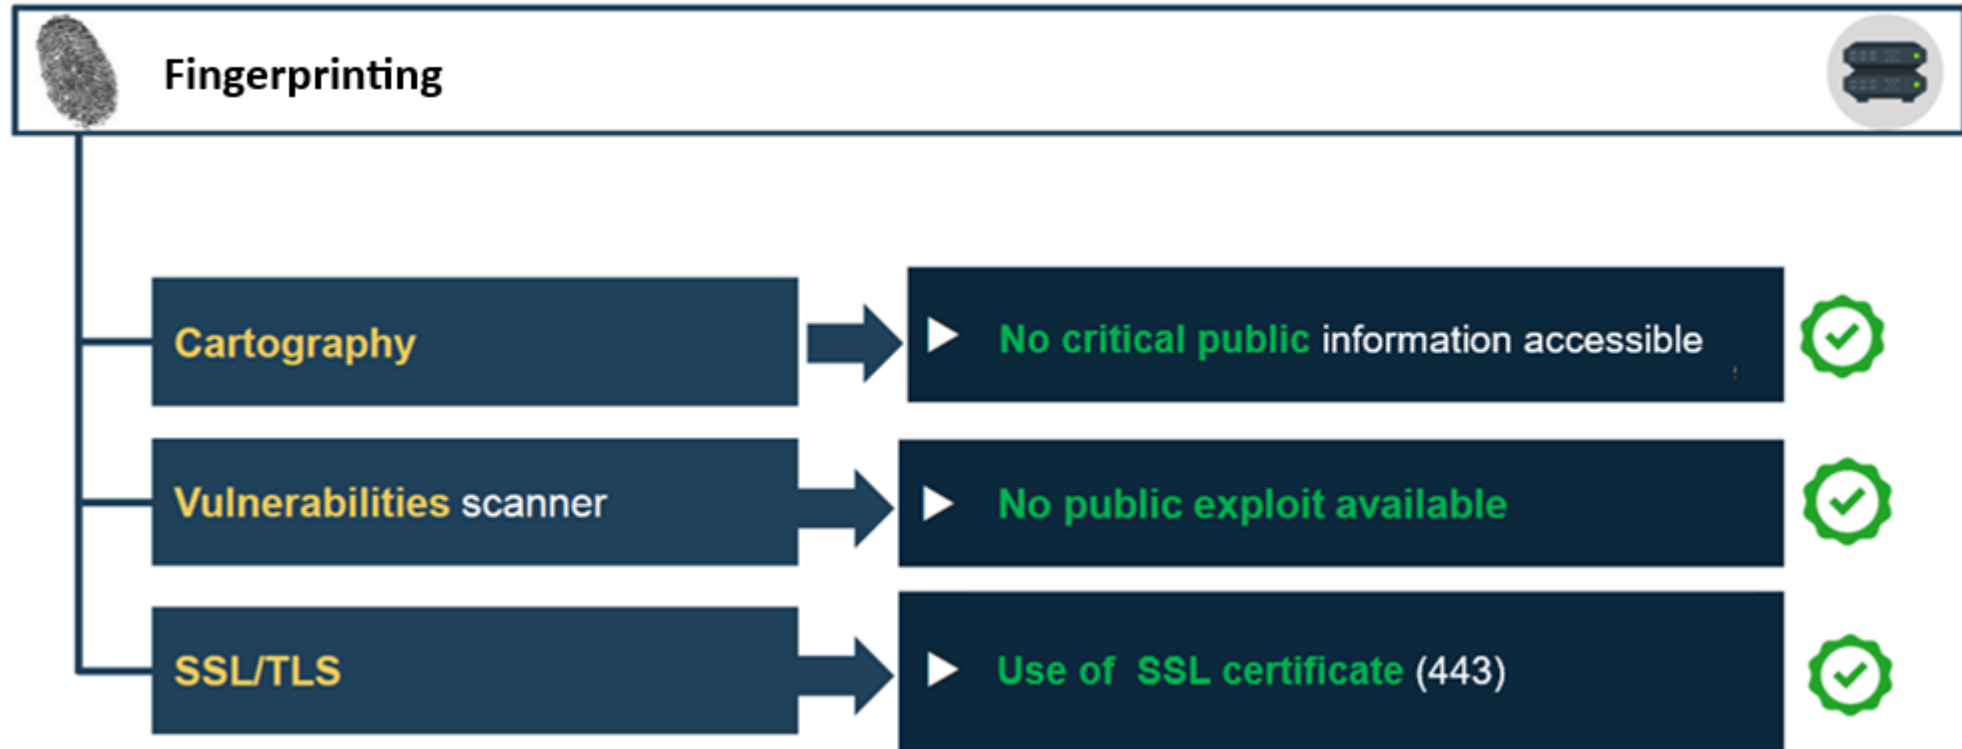 Fingerprinting
Cartography
No critical public information accessible
Vulnerabilities scanner
No public exploit available
SSL/TLS
Use of SSL certificate (443)